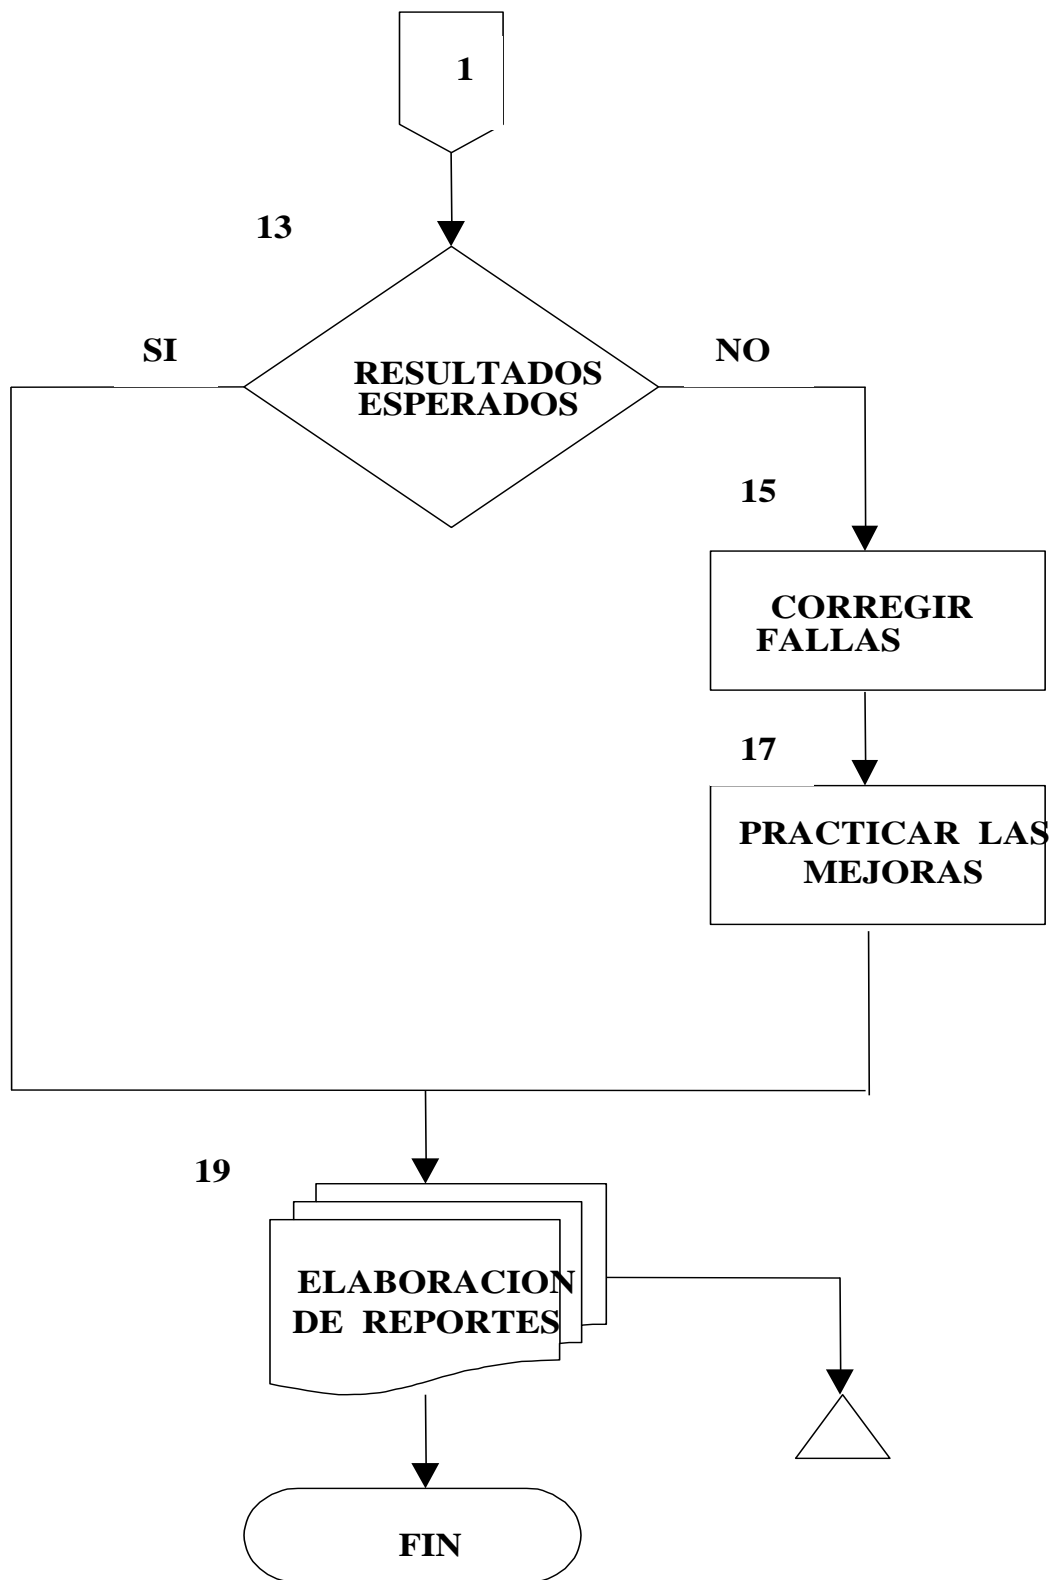 1
13
SI
NO
RESULTADOS
ESPERADOS
15
CORREGIR
FALLAS
17
PRACTICAR LAS
MEJORAS
19
ELABORACION
DE REPORTES
FIN